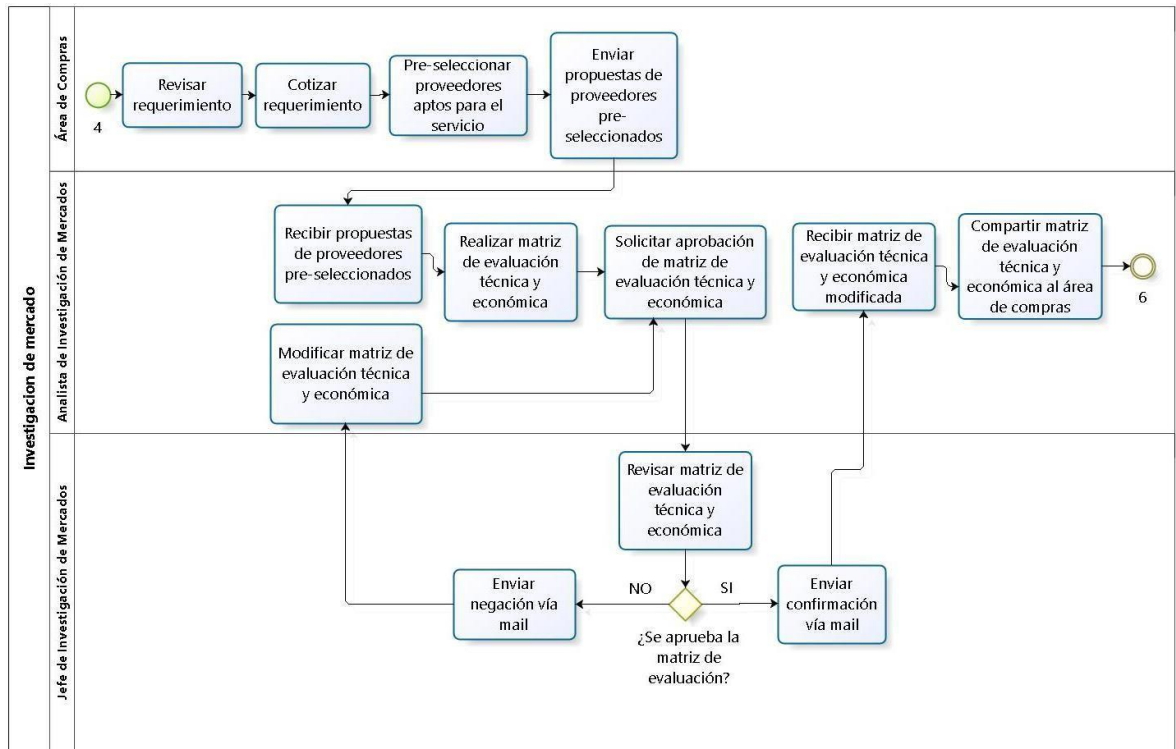 Investigacion de mercado
Área de Compras
4
Revisar
requerimiento
Cotizar
requerimiento
Pre-seleccionar
proveedores
aptos para el
servicio
Enviar
propuestas de
proveedores
pre-
seleccionados
Analista de Investigación de Mercados
Recibir propuestas
de proveedores
pre-seleccionados
Realizar matriz
de evaluación
técnica y
económica
Solicitar aprobación
de matriz de
evaluación técnica y
económica
Recibir matriz de
evaluación técnica
y económica
modificada
Compartir matriz
de evaluación
técnica y
económica al área
de compras
6
Modificar matriz de
evaluación técnica
y económica
Jefe de Investigación de Mercados
Revisar matriz de
evaluación
técnica y
económica
Enviar
negación vía
mail
NO
SI
¿Se aprueba la
matriz de
evaluación?
Enviar
confirmación
vía mail